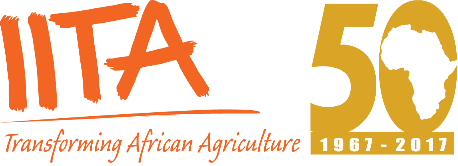 IITA
Transforming African Agriculture
50
1967 - 2017